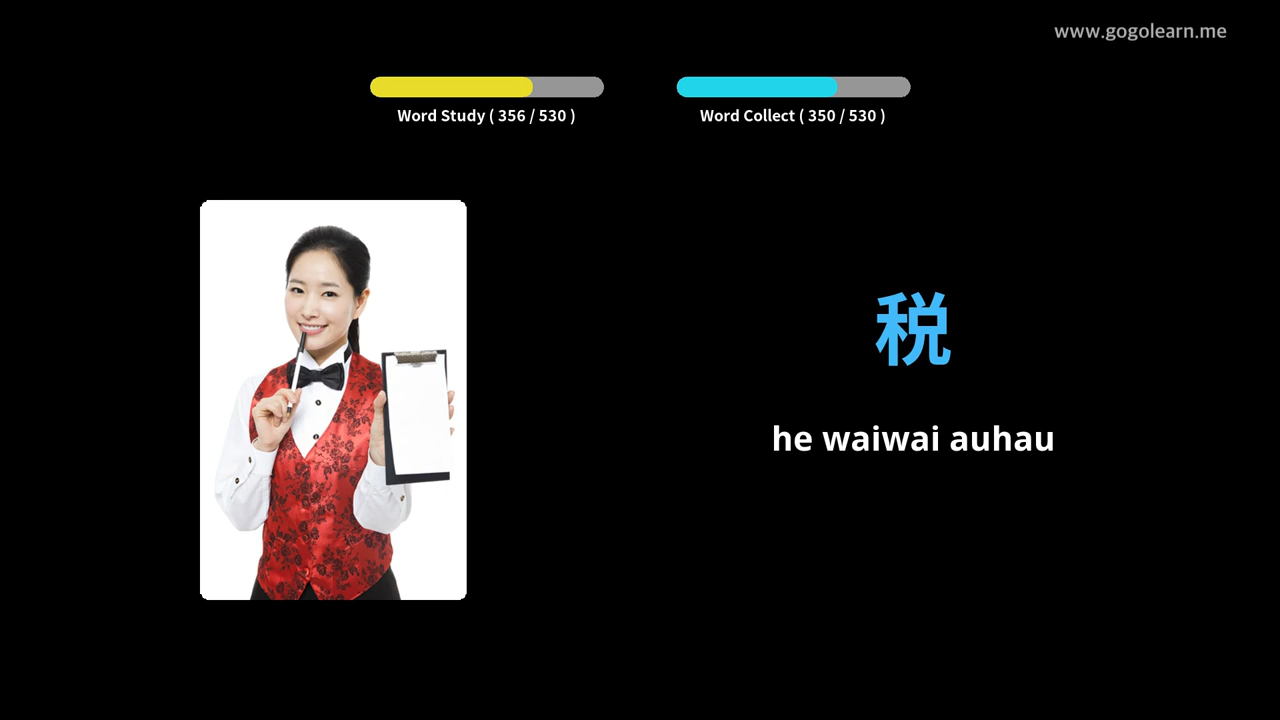 www.gogolearn.me
Word Study ( 356 / 530 )
Word Collect ( 350 / 530 )
税
he waiwai auhau